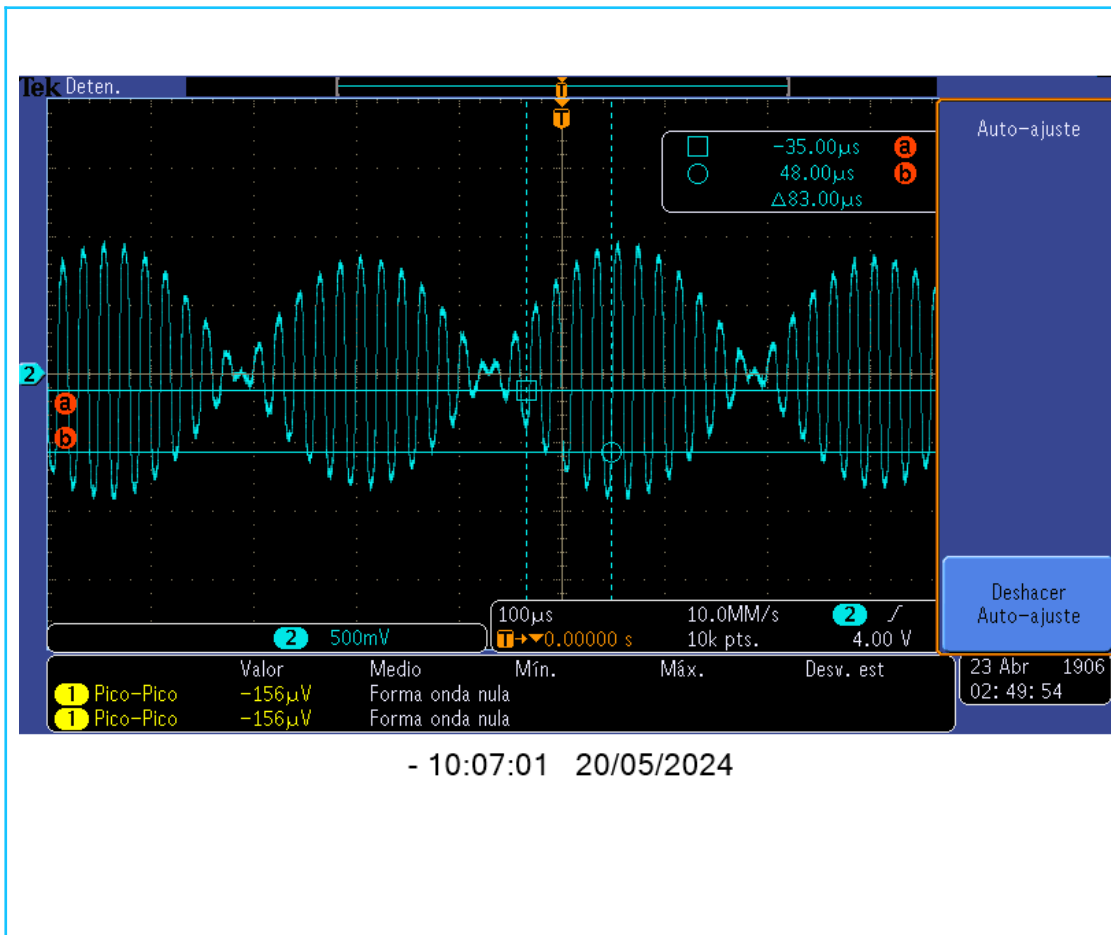 Tek Deten.
T
T
Auto-ajuste
-35.00µs a
48.00µs b
Δ83.00µs
2
a
b
Deshacer
Auto-ajuste
2 500mV
100µs 10.0MM/s 2
T→▼0.00000 s 10k pts. 4.00 V
Valor Medio Mín. Máx. Desv. est
1 Pico-Pico -156µV Forma onda nula
1 Pico-Pico -156µV Forma onda nula
23 Abr 1906
02: 49: 54
- 10:07:01 20/05/2024